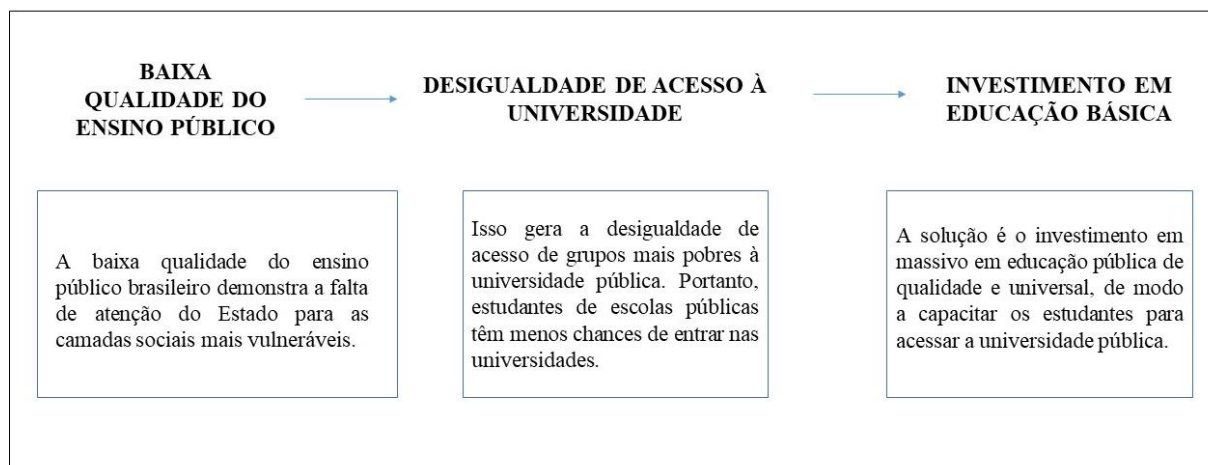 BAIXA
QUALIDADE DO
ENSINO PÚBLICO
DESIGUALDADE DE ACESSO À
UNIVERSIDADE
INVESTIMENTO EM
EDUCAÇÃO BÁSICA
A baixa qualidade do ensino
público brasileiro demonstra a falta
de atenção do Estado para as
camadas sociais mais vulneráveis.
Isso gera a desigualdade de
acesso de grupos mais pobres à
universidade pública. Portanto,
estudantes de escolas públicas
têm menos chances de entrar nas
universidades.
A solução é o investimento em
massivo em educação pública de
qualidade e universal, de modo
a capacitar os estudantes para
acessar a universidade pública.